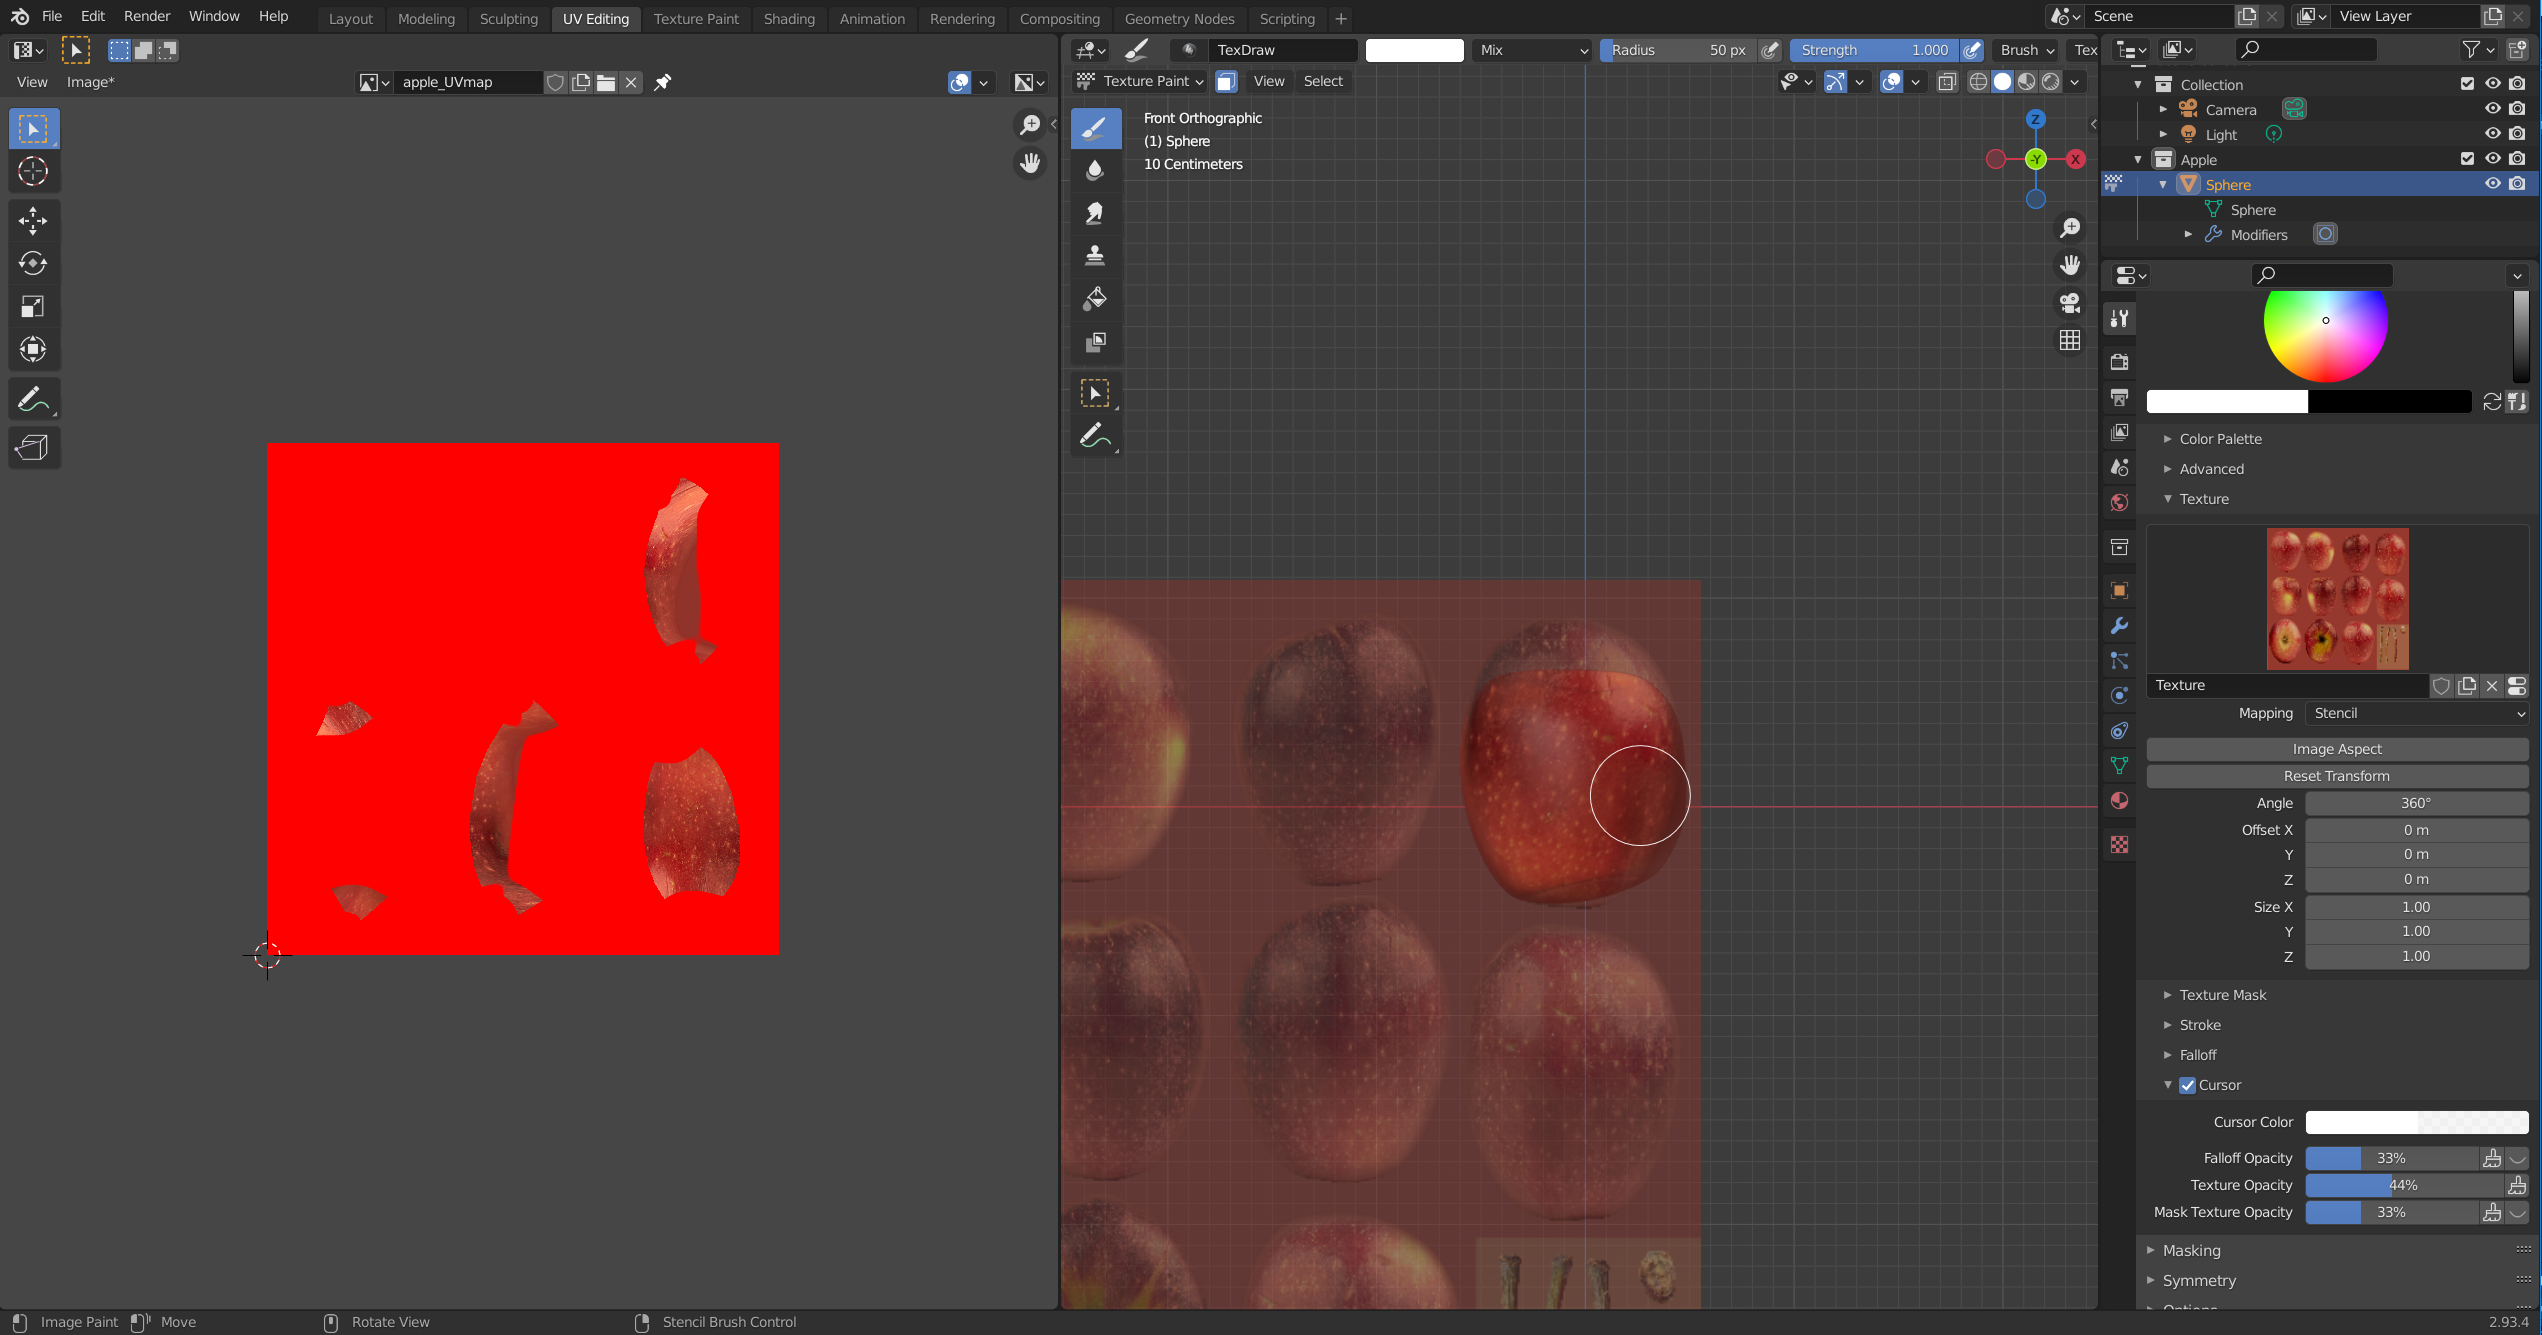 File Edit Render Window Help Layout Modeling Sculpting UV Editing Texture Paint Shading Animation Rendering Compositing Geometry Nodes Scripting + Scene View Layer
View Image* apple_UVmap
TexDraw Mix Radius 50 px Strength 1.000 Brush Tex
Texture Paint View Select
Front Orthographic
(1) Sphere
10 Centimeters
Z
-Y X
Collection
Camera
Light
Apple
Sphere
Sphere
Modifiers
Color Palette
Advanced
Texture
Texture
Mapping Stencil
Image Aspect
Reset Transform
Angle 360°
Offset X 0 m
Y 0 m
Z 0 m
Size X 1.00
Y 1.00
Z 1.00
Texture Mask
Stroke
Falloff
Cursor
Cursor Color
Falloff Opacity 33%
Texture Opacity 44%
Mask Texture Opacity 33%
Masking
Symmetry
Image Paint Move Rotate View Stencil Brush Control 2.93.4